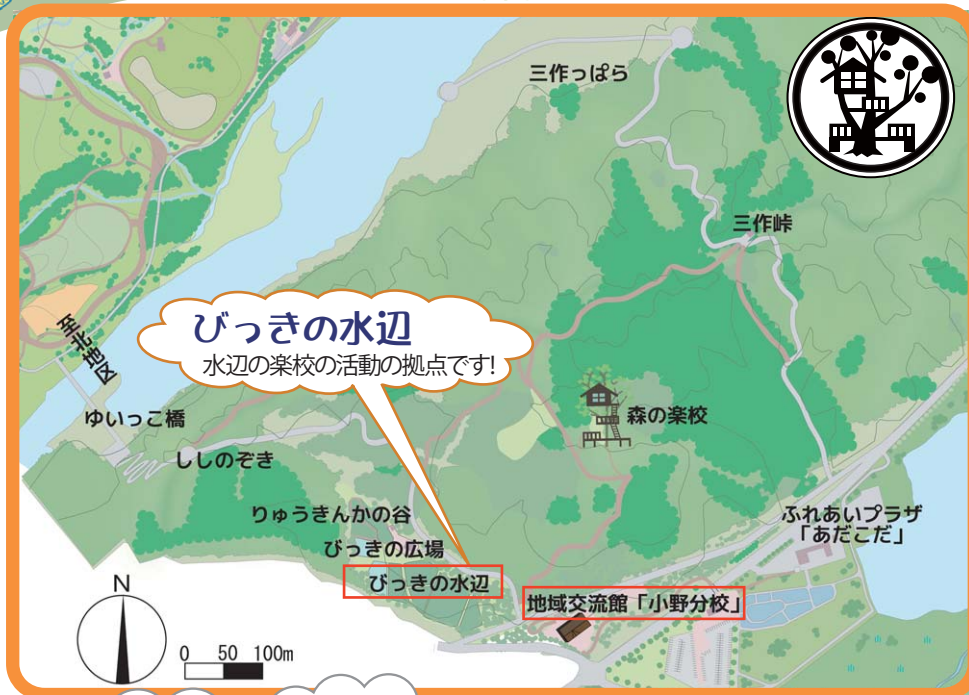 三作っぱら
三作峠
びっきの水辺
水辺の楽校の活動の拠点です!
至北地区
ゆいっこ橋
森の楽校
ししのぞき
りゅうきんかの谷
ふれあいプラザ
「あだこだ」
びっきの広場
びっきの水辺
地域交流館「小野分校」
N
0 50 100m